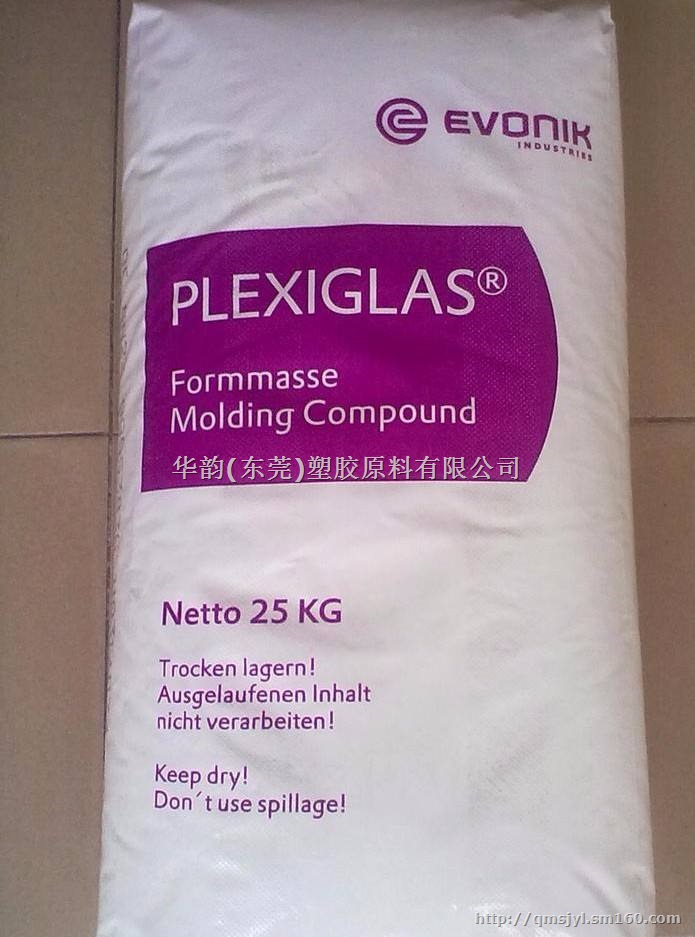 EVONIK
INDUSTRIES
PLEXIGLAS®
Formmasse
Molding Compound
华韵(东莞)塑胶原料有限公司
Netto 25 KG
Trocken lagern!
Ausgelaufenen Inhalt
nicht verarbeiten!
Keep dry!
Don´t use spillage!
http://qmsjyl.sm160.com/